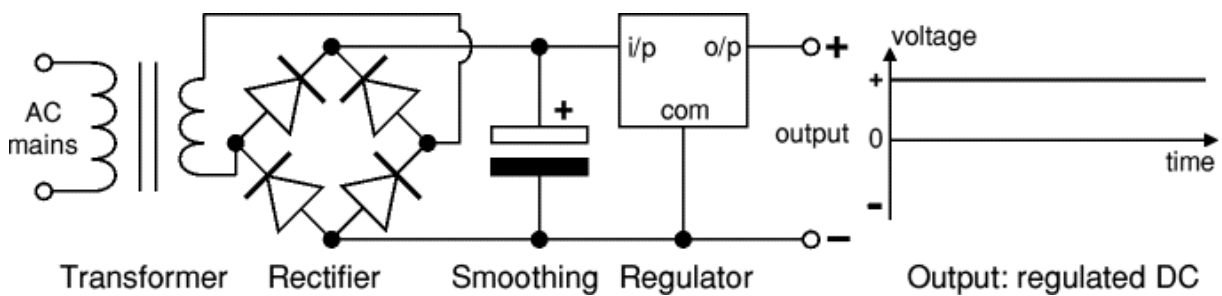 AC
mains
+
i/p
o/p
com
+
output
−
voltage
+
0
-
time
Transformer
Rectifier
Smoothing
Regulator
Output: regulated DC